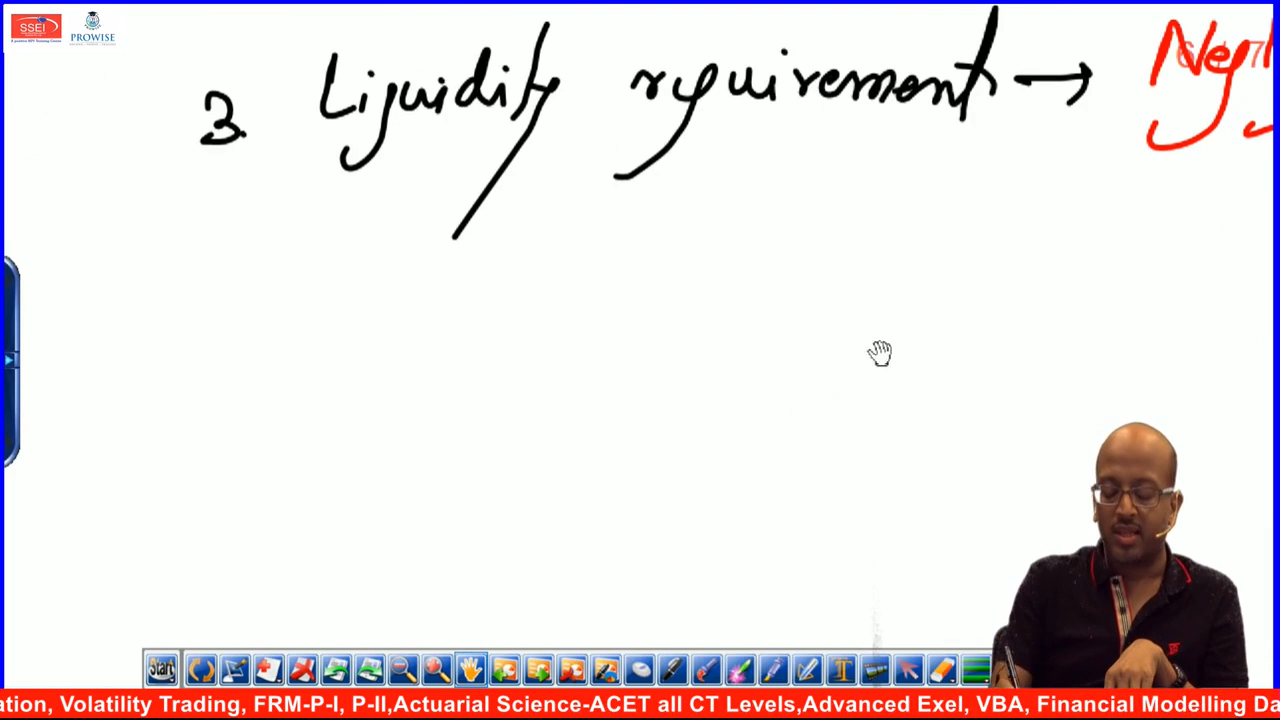 SSEI
PROWISE
3. Liquidity requirement → Negl
Start
ation, Volatility Trading, FRM-P-I, P-II,Actuarial Science-ACET all CT Levels,Advanced Exel, VBA, Financial Modelling Da